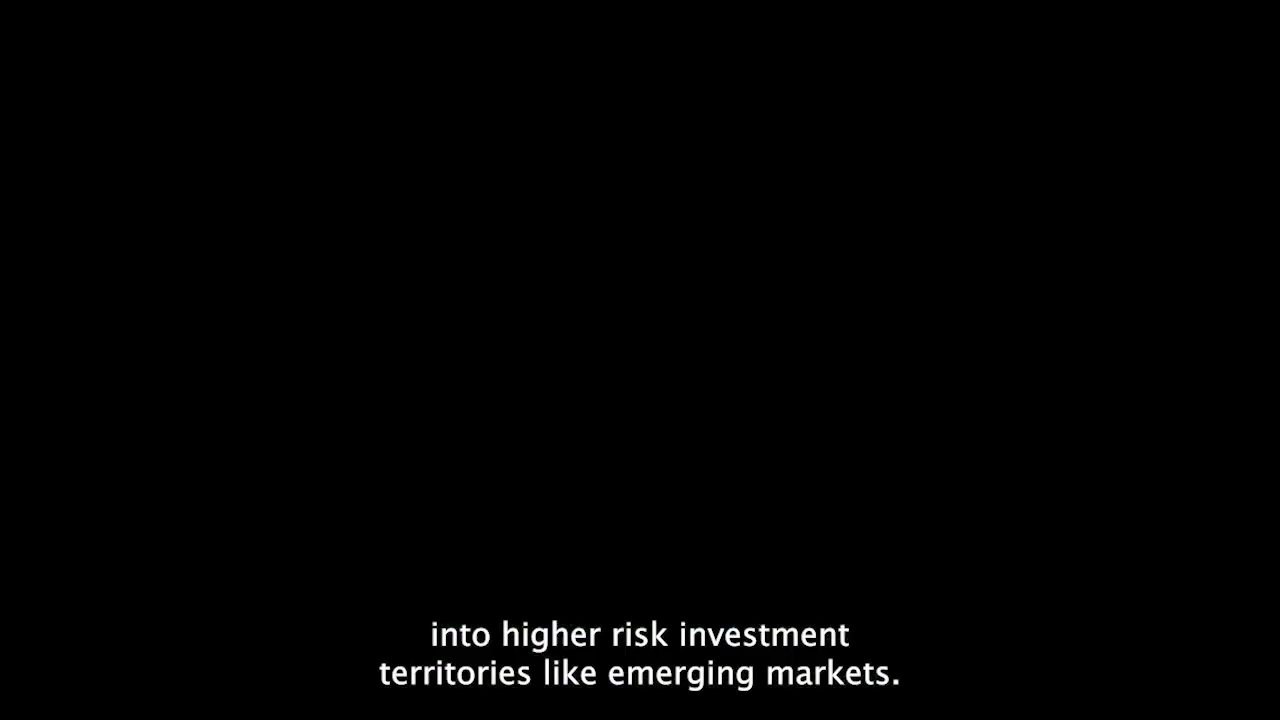 into higher risk investment
territories like emerging markets.